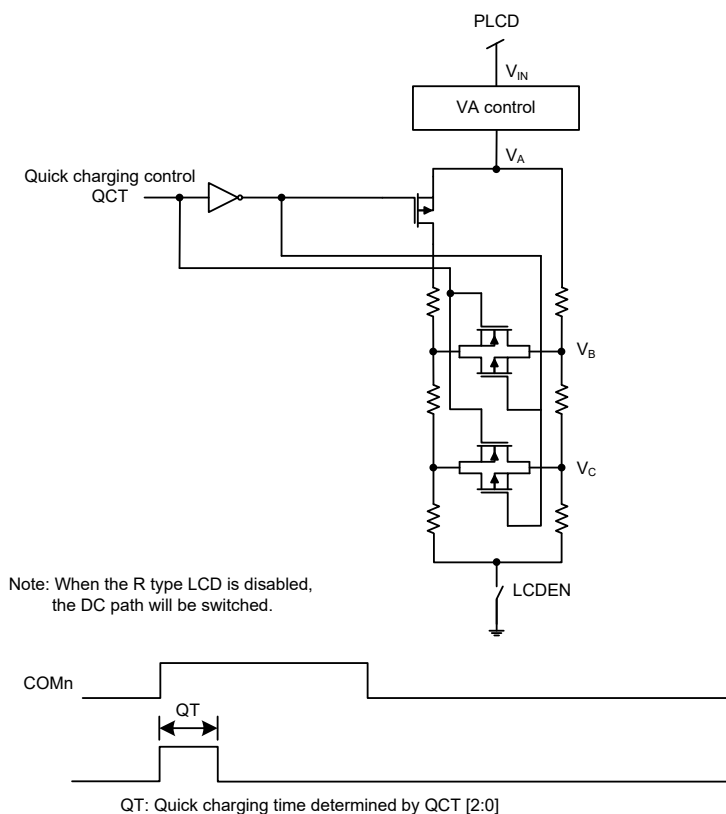 PLCD
VIN
VA control
VA
Quick charging control
QCT
VB
VC
LCDEN
Note: When the R type LCD is disabled,
the DC path will be switched.
COMn
QT
QT: Quick charging time determined by QCT [2:0]